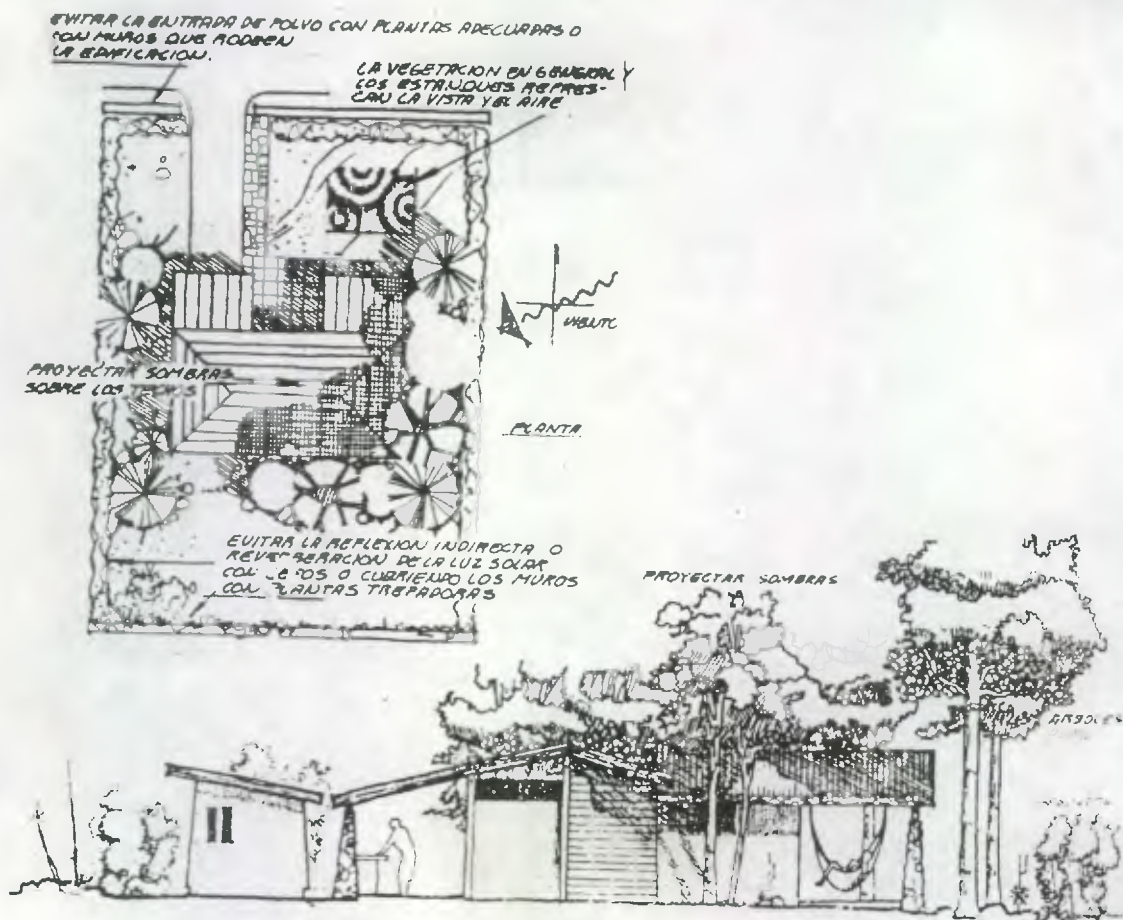 EVITAR LA ENTRADA DE POLVO CON PLANTAS ADECUADAS O
CON MUROS QUE RODEEN
LA EDIFICACION.
LA VEGETACION EN GENERAL Y
LOS ESTANQUES REFRES-
CAN LA VISTA Y EL AIRE
VIENTO
PROYECTAR SOMBRAS
SOBRE LOS
PLANTA
EVITAR LA REFLEXION INDIRECTA O
REVERBERACION DE LA LUZ SOLAR
CON O CUBRIENDO LOS MUROS
CON PLANTAS TREPADORAS
PROYECTAR SOMBRAS
ARBOLES